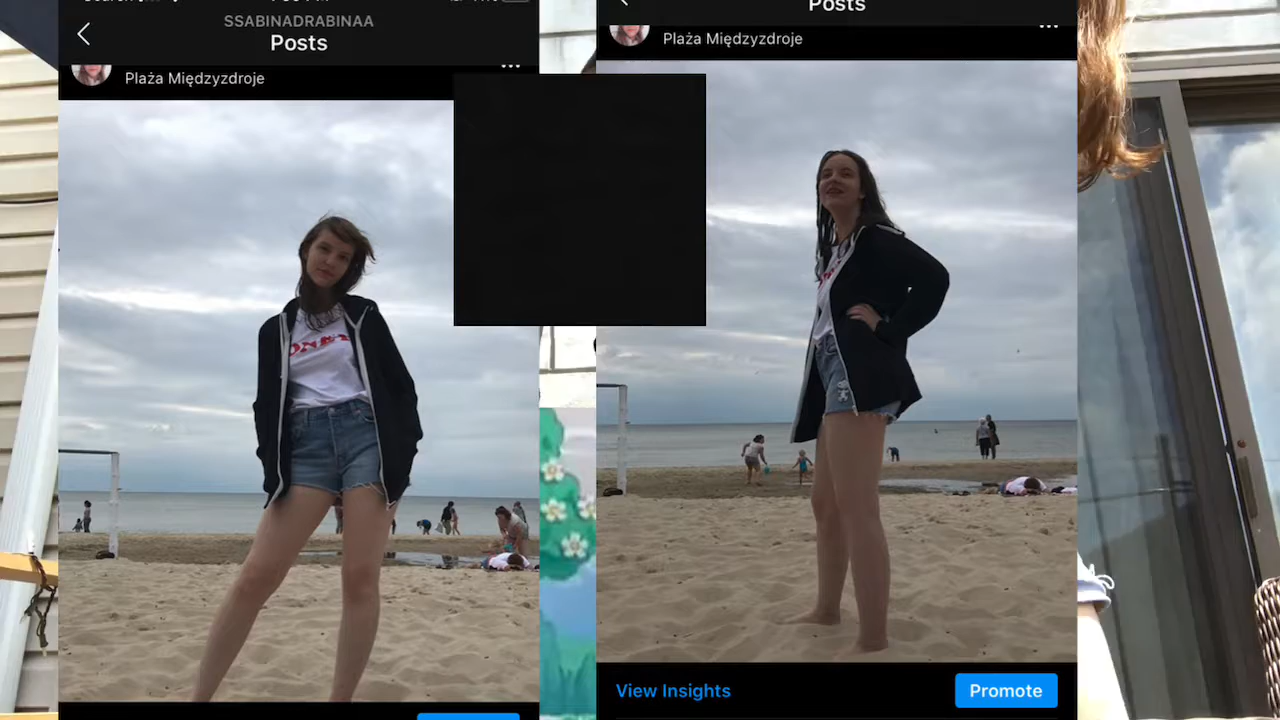 SSABINADRABINAA
Posts
Plaża Międzyzdroje
Posts
Plaża Międzyzdroje
View Insights
Promote